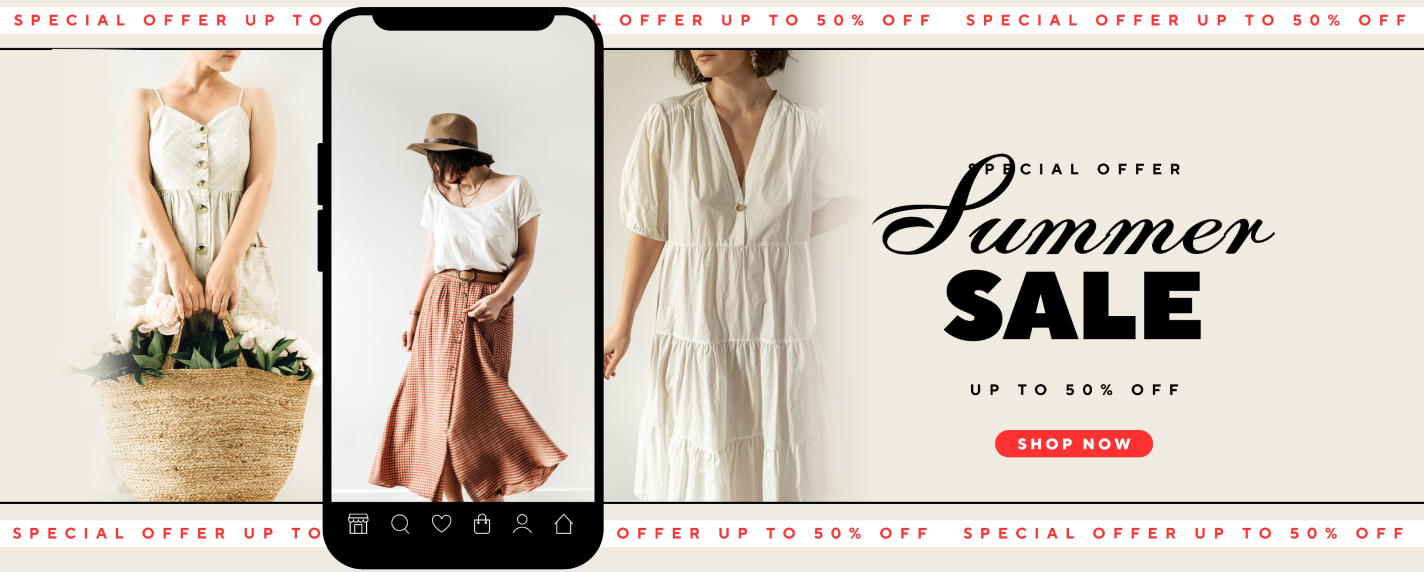 SPECIAL OFFER UP TO L OFFER UP TO 50% OFF SPECIAL OFFER UP TO 50% OFF
SPECIAL OFFER
Summer
SALE
UP TO 50% OFF
SHOP NOW
SPECIAL OFFER UP TO OFFER UP TO 50% OFF SPECIAL OFFER UP TO 50% OFF